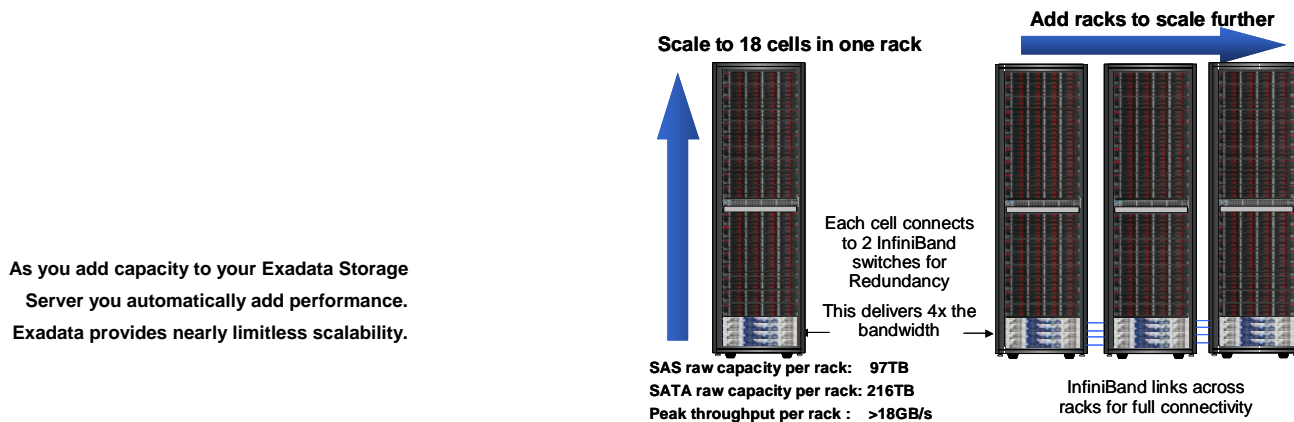 As you add capacity to your Exadata Storage
Server you automatically add performance.
Exadata provides nearly limitless scalability.
Scale to 18 cells in one rack
Add racks to scale further
Each cell connects
to 2 InfiniBand
switches for
Redundancy
This delivers 4x the
bandwidth
SAS raw capacity per rack: 97TB
SATA raw capacity per rack: 216TB
Peak throughput per rack : >18GB/s
InfiniBand links across
racks for full connectivity